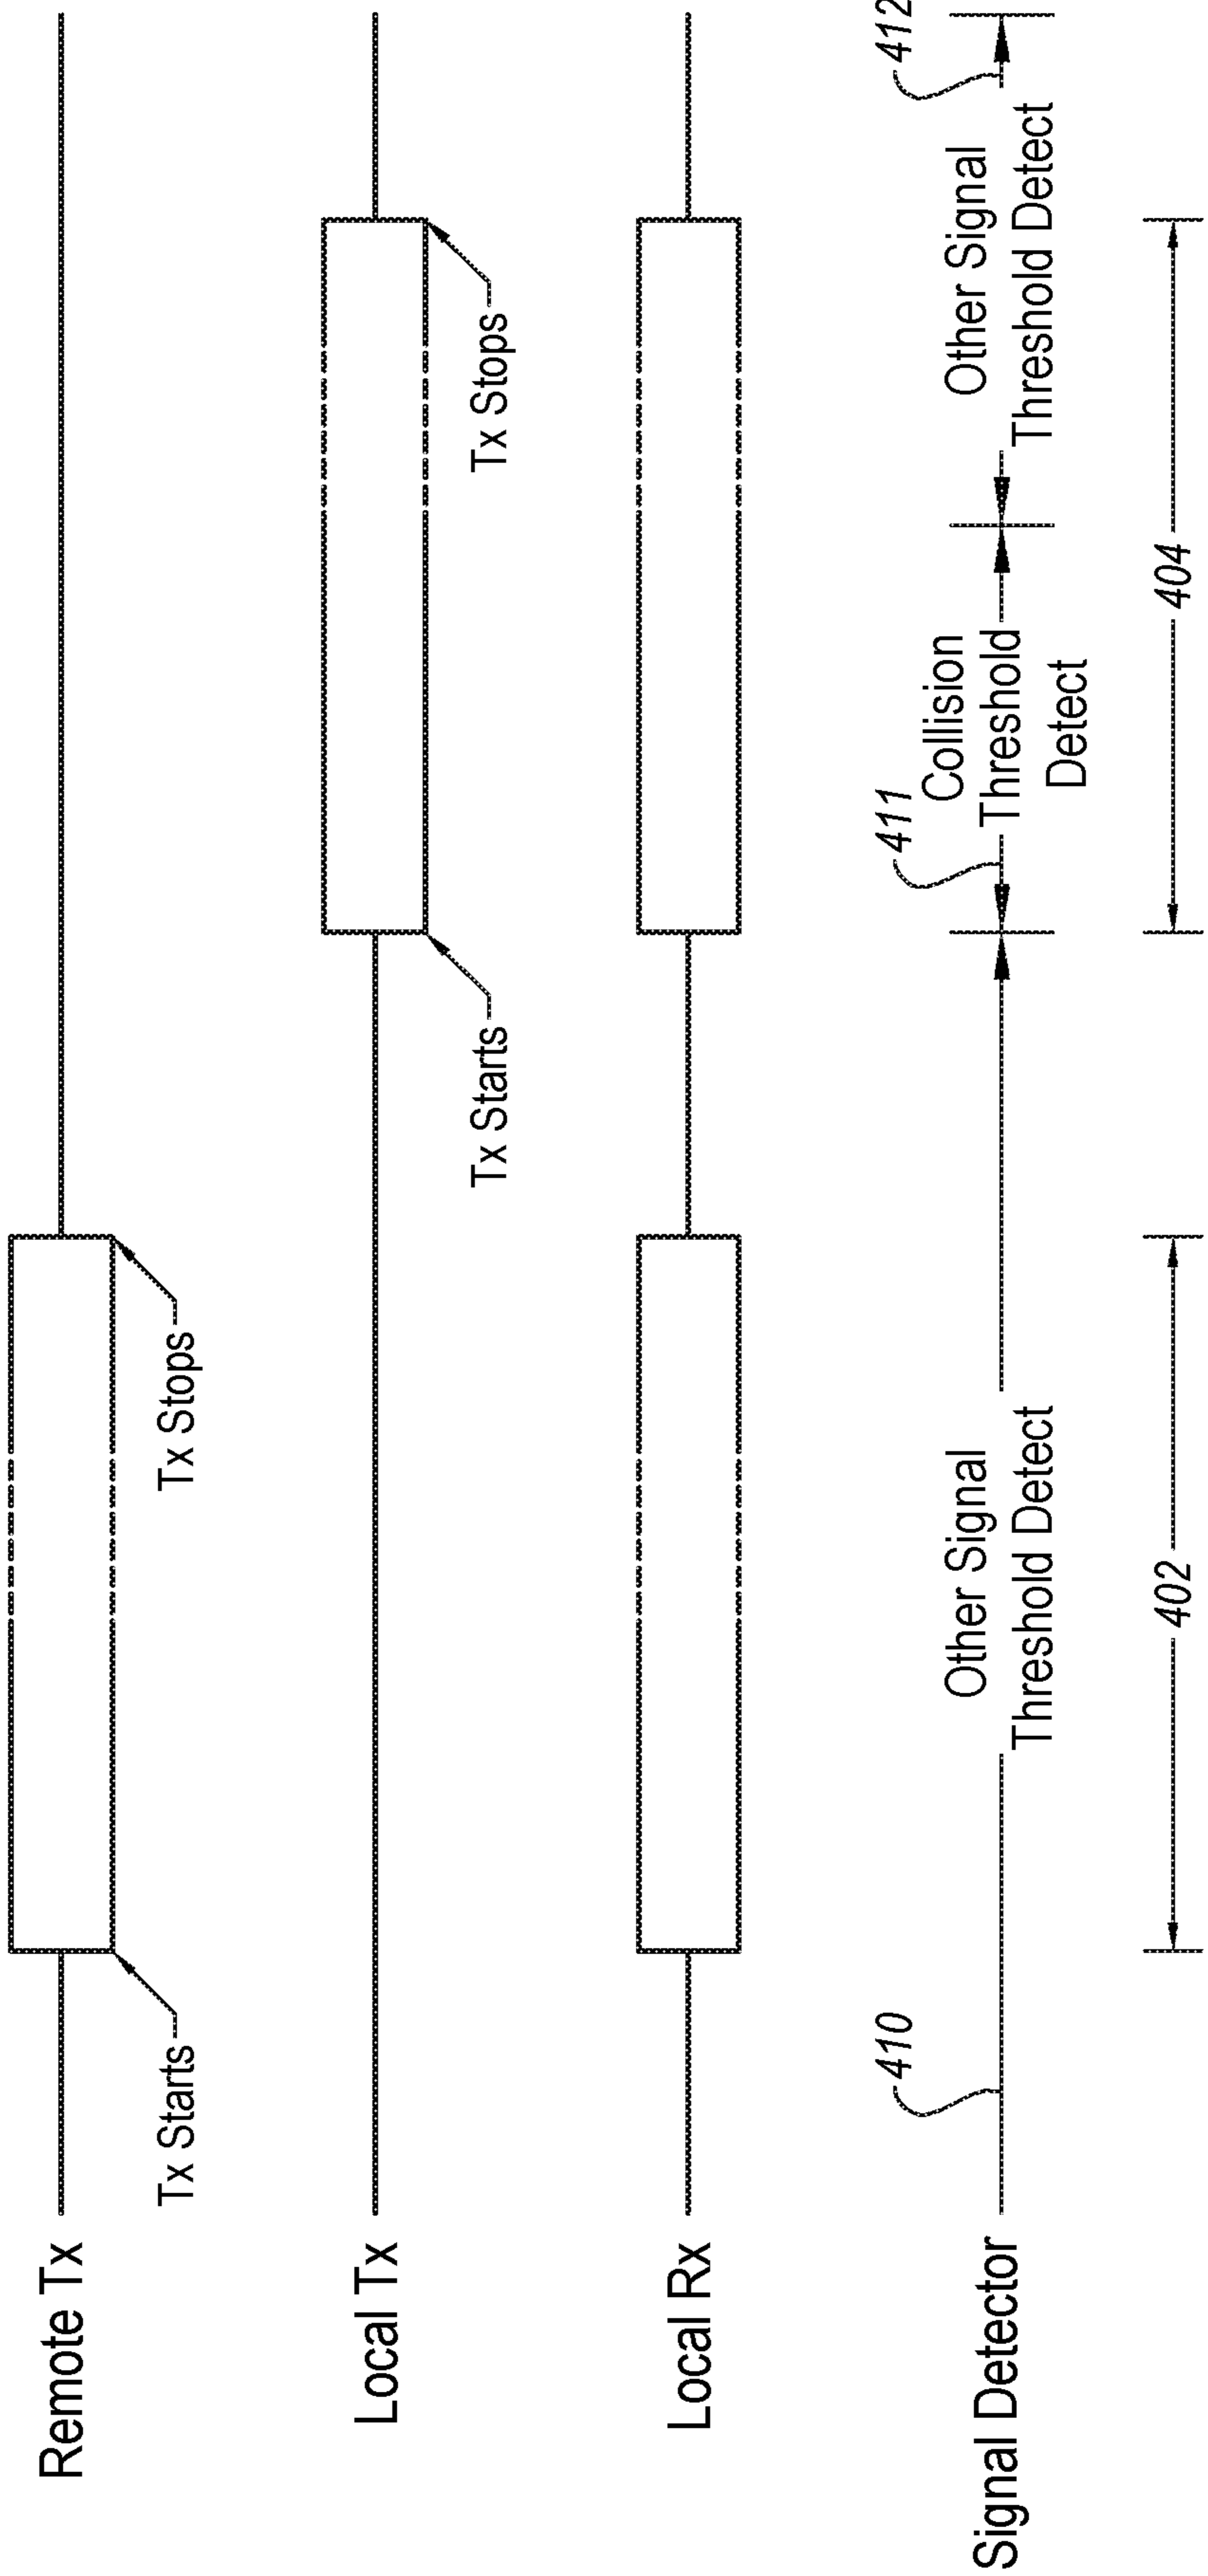 Remote Tx
Tx Starts
Tx Stops
Local Tx
Tx Starts
Tx Stops
Local Rx
Signal Detector
410
Other Signal
Threshold Detect
411
Collision
Threshold
Detect
Other Signal
Threshold Detect
412
402
404